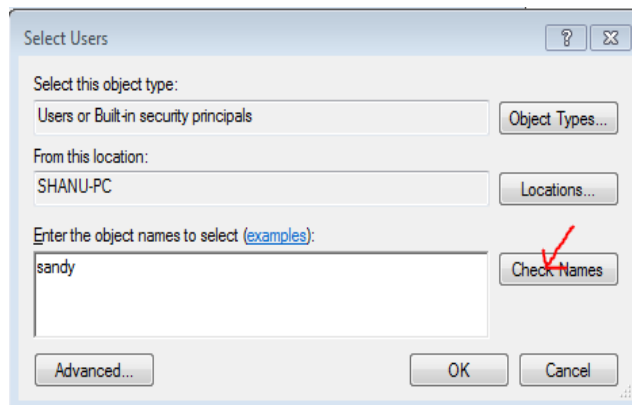 Select Users
Select this object type:
Users or Built-in security principals
Object Types...
From this location:
SHANU-PC
Locations...
Enter the object names to select (examples):
sandy
Check Names
Advanced...
OK
Cancel